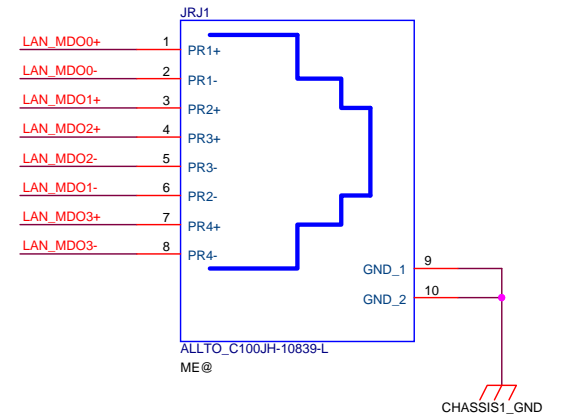 JRJ1
LAN_MDO0+ 1 PR1+
LAN_MDO0- 2 PR1-
LAN_MDO1+ 3 PR2+
LAN_MDO2+ 4 PR3+
LAN_MDO2- 5 PR3-
LAN_MDO1- 6 PR2-
LAN_MDO3+ 7 PR4+
LAN_MDO3- 8 PR4-
GND_1 9
GND_2 10
ALLTO_C100JH-10839-L
ME@
CHASSIS1_GND